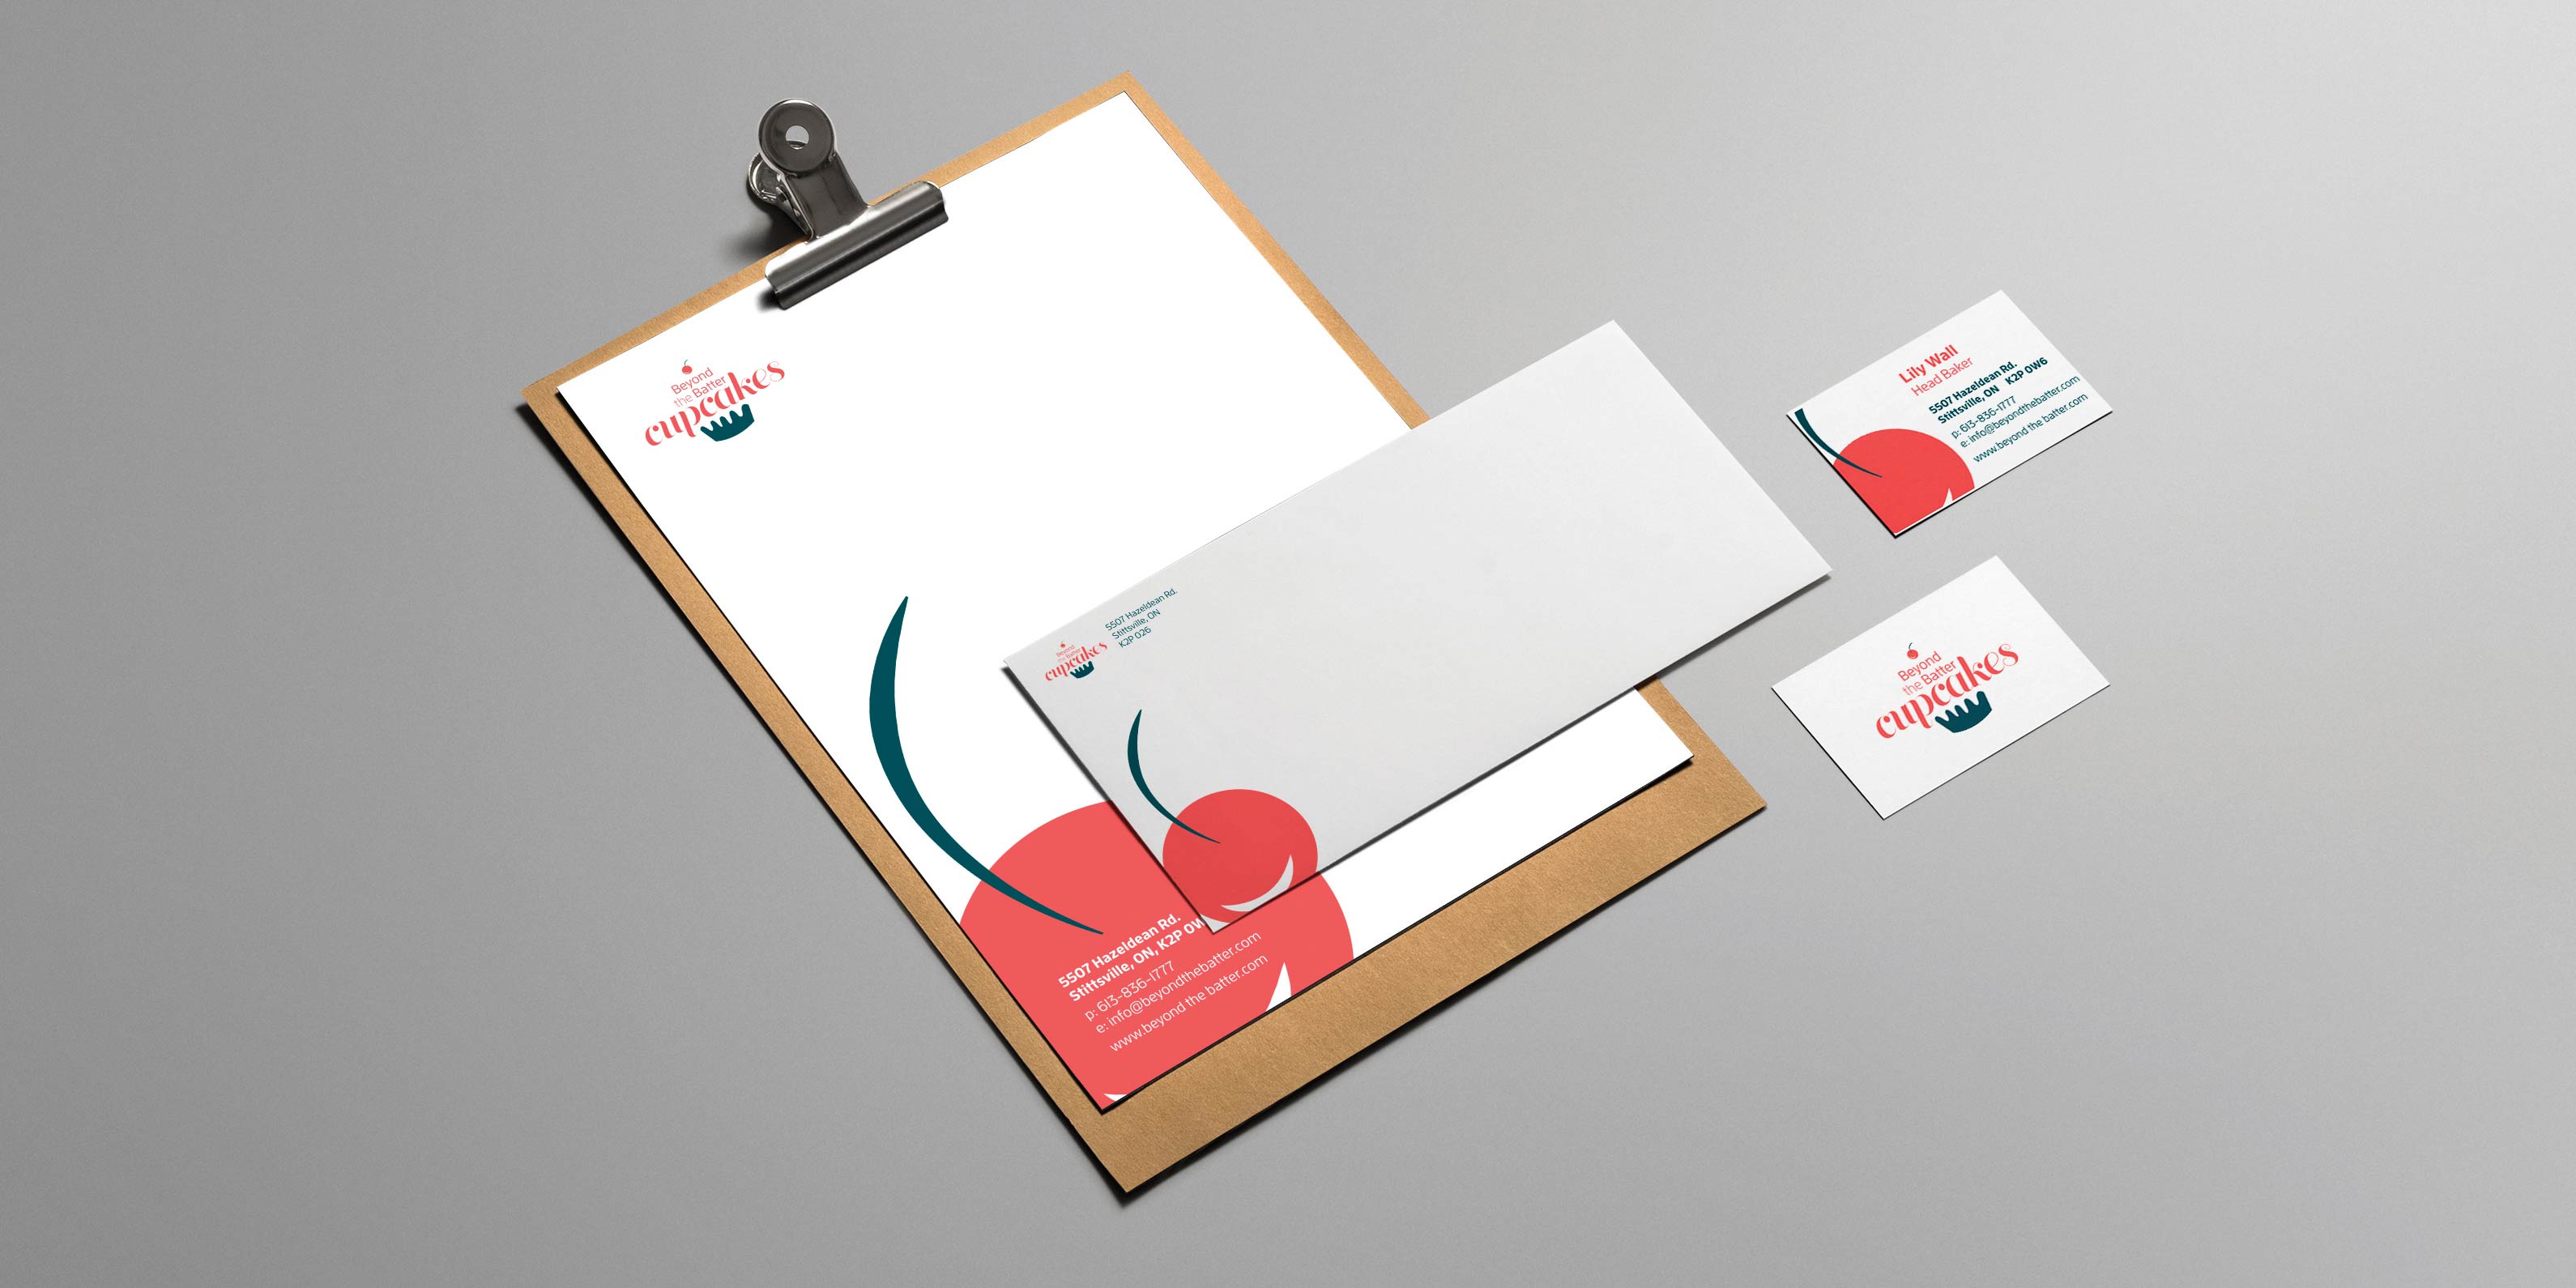 Beyond
the Batter
cupcakes
5507 Hazeldean Rd.
Stittsville, ON, K2P
p: 613-836-1777
e: info@beyondthebatter.com
www.beyond the batter.com
Beyond
the Batter
cupcakes
5507 Hazeldean Rd.
Stittsville, ON
K2P 026
Lily Wall
Head Baker
5507 Hazeldean Rd.
Stittsville, ON K2P 0W6
p: 613-836-1777
e: info@beyondthebatter.com
www.beyond the batter.com
Beyond
the Batter
cupcakes